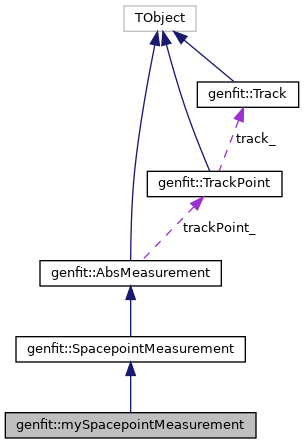 TObject
genfit::Track
track_
genfit::TrackPoint
trackPoint_
genfit::AbsMeasurement
genfit::SpacepointMeasurement
genfit::mySpacepointMeasurement